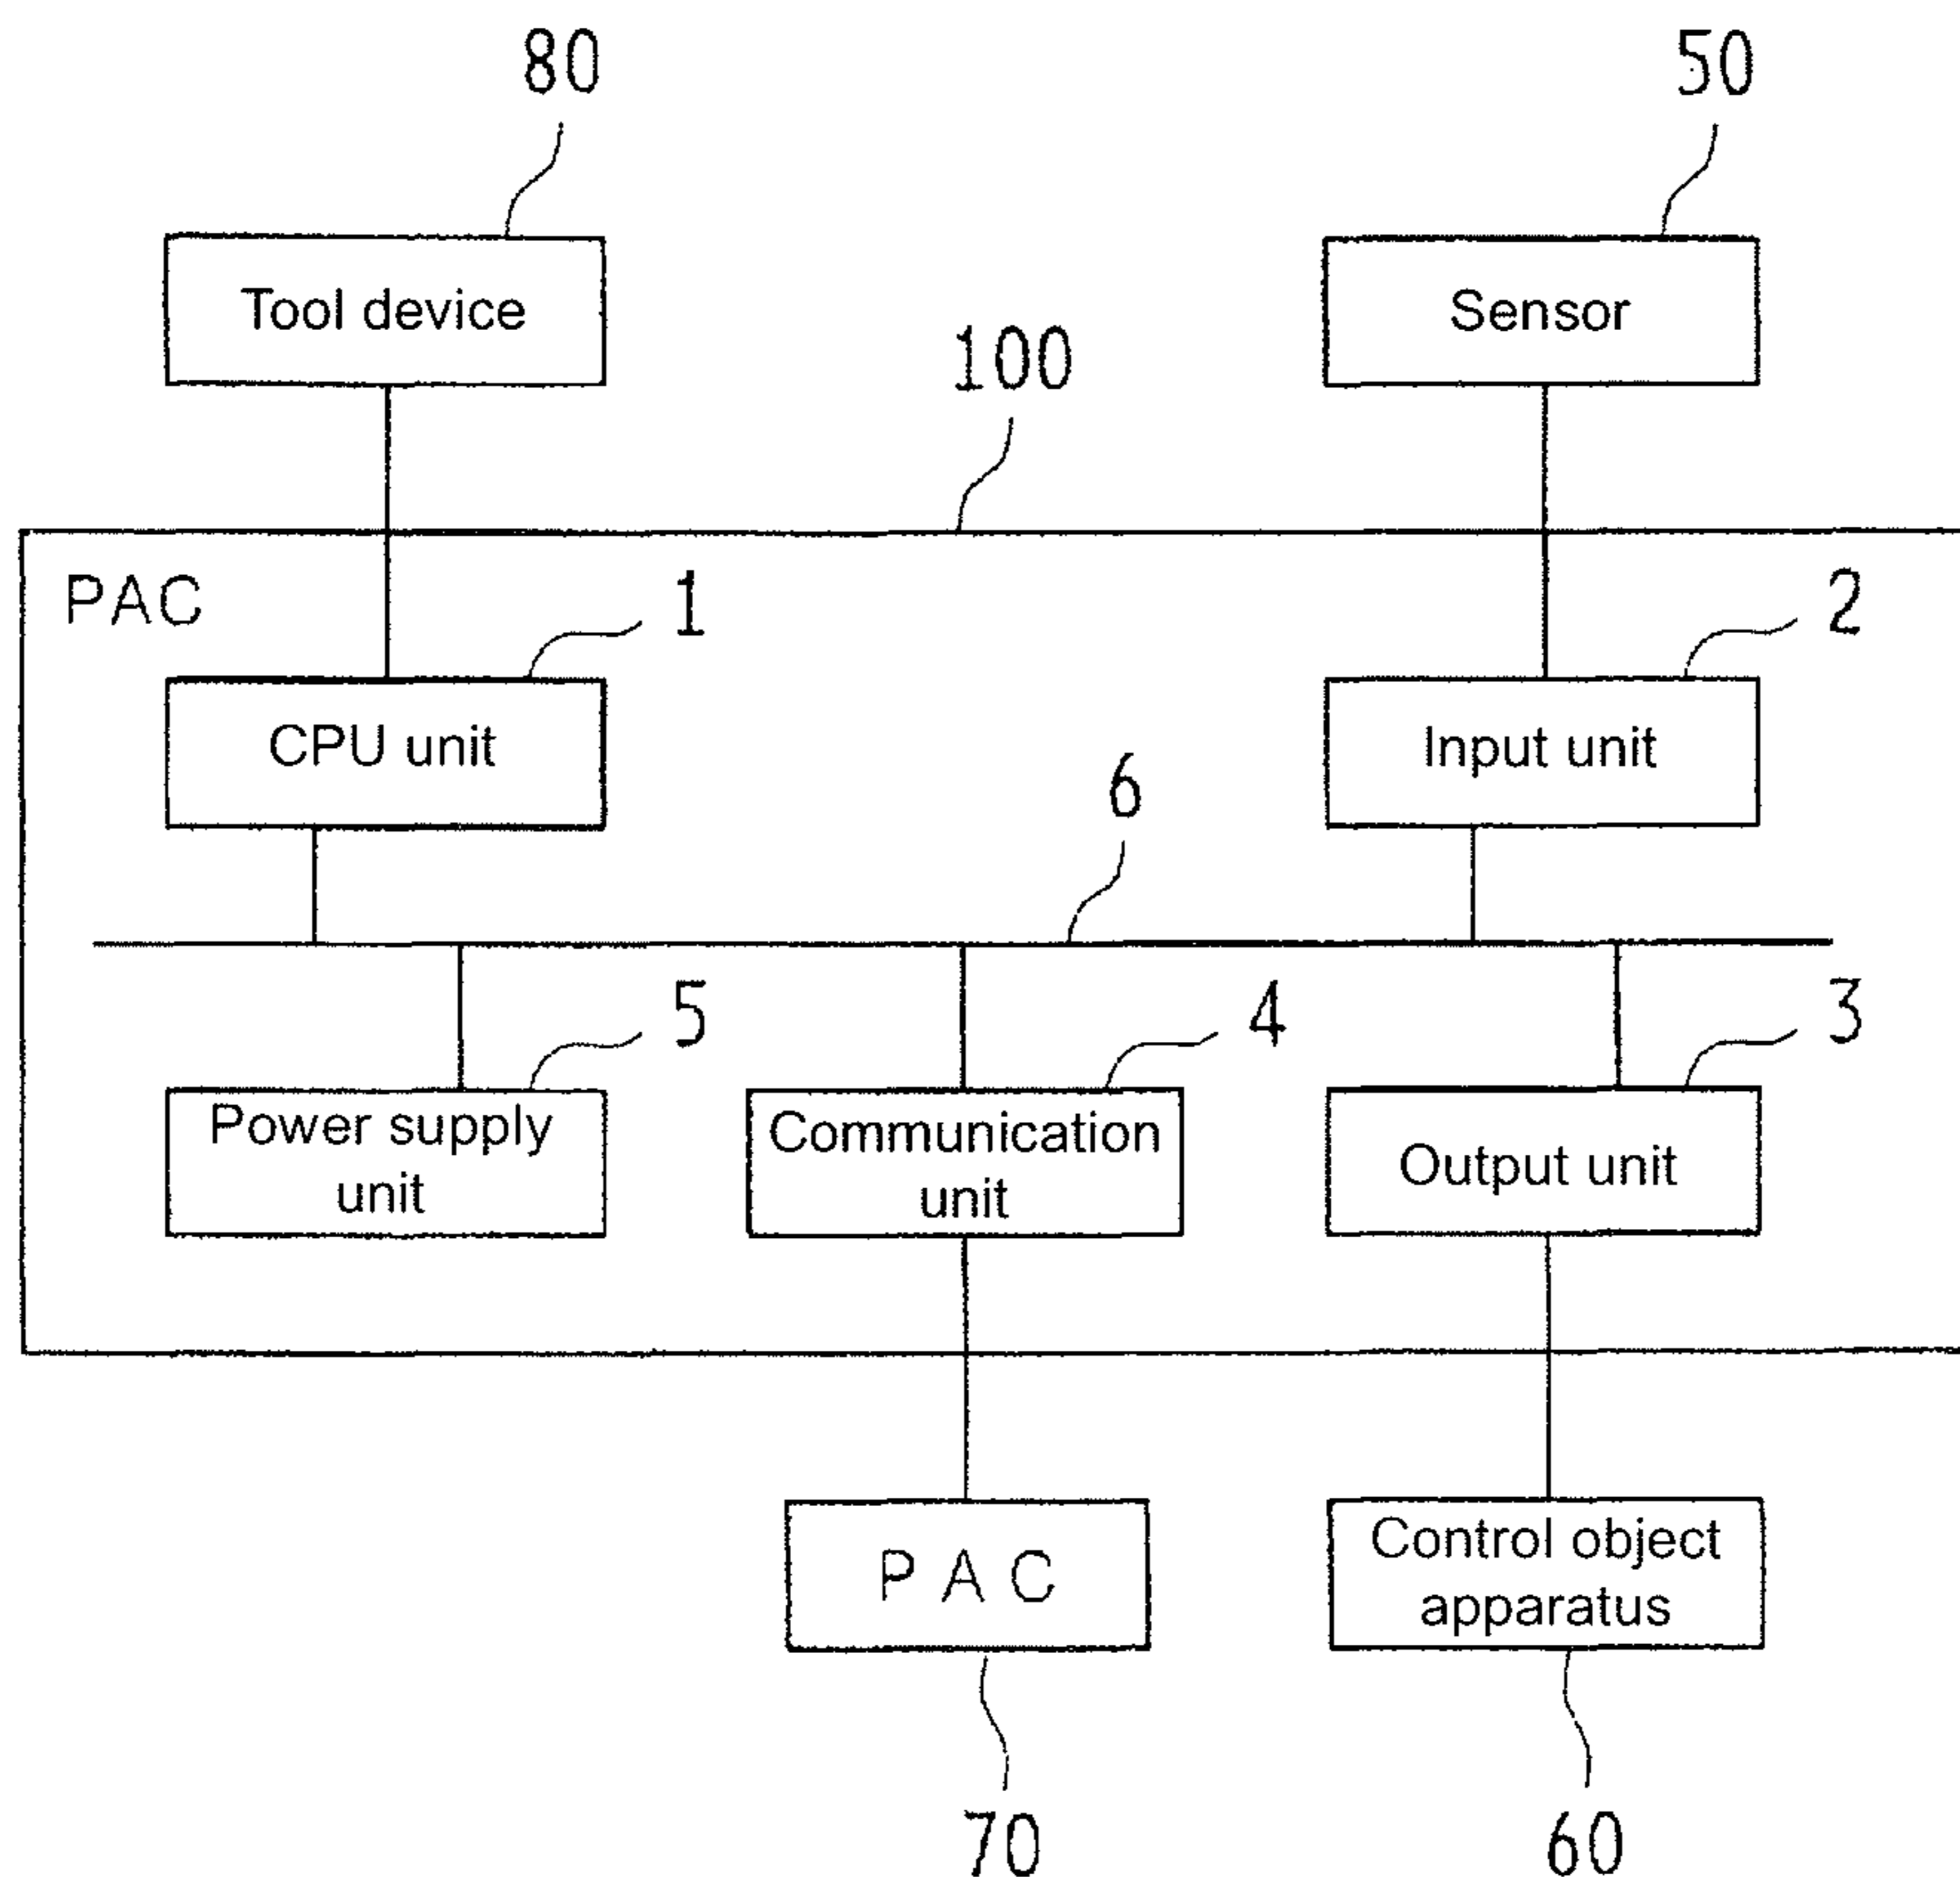 80
50
Tool device
Sensor
100
PAC
1
2
CPU unit
Input unit
6
5
4
3
Power supply
unit
Communication
unit
Output unit
PAC
Control object
apparatus
70
60